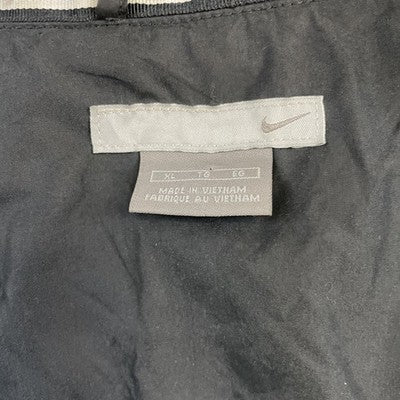 XL TG EG
MADE IN VIETNAM
FABRIQUE AU VIETNAM